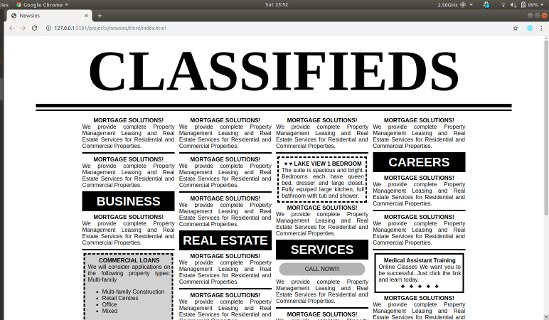 Google Chrome
Sat 23:52
2.50GHz
89%
Newsies
127.0.0.1:5501/projects/newsies/third/index.html
CLASSIFIEDS
MORTGAGE SOLUTIONS!
We provide complete Property
Management Leasing and Real
Estate Services for Residential and
Commercial Properties.
MORTGAGE SOLUTIONS!
We provide complete Property
Management Leasing and Real
Estate Services for Residential and
Commercial Properties.
BUSINESS
MORTGAGE SOLUTIONS!
We provide complete Property
Management Leasing and Real
Estate Services for Residential and
Commercial Properties.
COMMERCIAL LOANS
We will consider applications on
the following property types:
Multi-family
Multi-family Construction
Retail Centres
Office
Mixed
MORTGAGE SOLUTIONS!
We provide complete Property
Management Leasing and Real
Estate Services for Residential and
Commercial Properties.
MORTGAGE SOLUTIONS!
We provide complete Property
Management Leasing and Real
Estate Services for Residential and
Commercial Properties.
MORTGAGE SOLUTIONS!
We provide complete Property
Management Leasing and Real
Estate Services for Residential and
Commercial Properties.
REAL ESTATE
MORTGAGE SOLUTIONS!
We provide complete Property
Management Leasing and Real
Estate Services for Residential and
Commercial Properties.
MORTGAGE SOLUTIONS!
We provide complete Property
MORTGAGE SOLUTIONS!
We provide complete Property
Management Leasing and Real
Estate Services for Residential and
Commercial Properties.
♥ ♥ LAKE VIEW 1 BEDROOM
The suite is spacious and bright.
Bedrooms each have queen
bed, dresser and large closet.
Fully equiped large kitchen, full
bathroom with tub and shower.
MORTGAGE SOLUTIONS!
We provide complete Property
Management Leasing and Real
Estate Services for Residential and
Commercial Properties.
SERVICES
CALL NOW!!!
We provide complete Property
Management Leasing and Real
Estate Services for Residential and
Commercial Properties.
MORTGAGE SOLUTIONS!
MORTGAGE SOLUTIONS!
We provide complete Property
Management Leasing and Real
Estate Services for Residential and
Commercial Properties.
CAREERS
MORTGAGE SOLUTIONS!
We provide complete Property
Management Leasing and Real
Estate Services for Residential and
Commercial Properties.
MORTGAGE SOLUTIONS!
We provide complete Property
Management Leasing and Real
Estate Services for Residential and
Commercial Properties.
Medical Assistant Training
Online Classes We want you to
be successful. Just click the link
and learn today.
MORTGAGE SOLUTIONS!
We provide complete Property
Management Leasing and Real